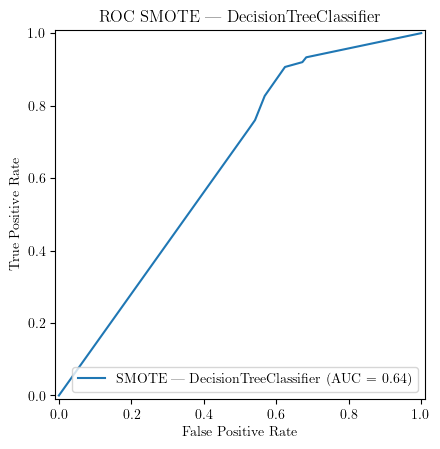 ROC SMOTE — DecisionTreeClassifier
1.0
0.8
0.6
0.4
0.2
0.0
True Positive Rate
SMOTE — DecisionTreeClassifier (AUC = 0.64)
0.0 0.2 0.4 0.6 0.8 1.0
False Positive Rate